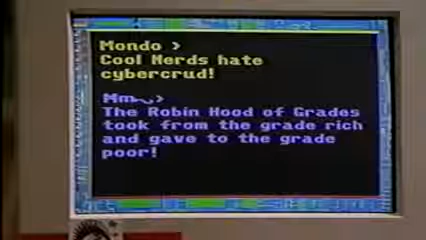 Mondo >
Cool Nerds hate
cybercrud!
The Robin Hood of Grades
took from the grade rich
and gave to the grade
poor!